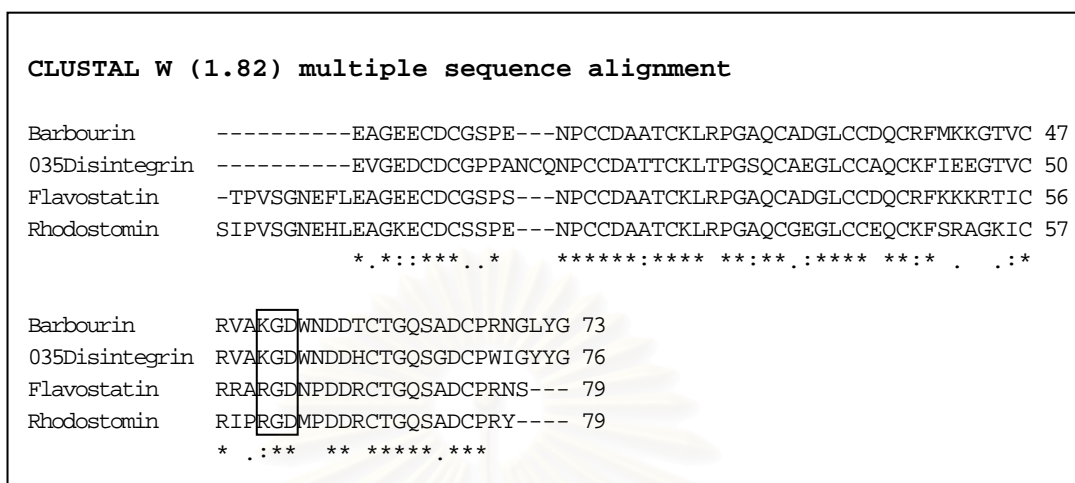 CLUSTAL W (1.82) multiple sequence alignment
Barbourin ----------EAGEECDCGSPE---NPCCDAATCKLRPGAQCADGLCCDQCRFMKKGTVC 47
035Disintegrin ----------EVGEDCDCGPPANCQNPCCDATTCKLTPGSQCAEGLCCAQCKFIEEGTVC 50
Flavostatin -TPVSGNEFLEAGEECDCGSPS---NPCCDAATCKLRPGAQCADGLCCDQCRFKKKRTIC 56
Rhodostomin SIPVSGNEHLEAGKECDCSSPE---NPCCDAATCKLRPGAQCGEGLCCEQCKFSRAGKIC 57
*.*::***..*   ******:**** **:**.:**** **:* .  .:*
Barbourin RVAKGDWNDDTCTGQSADCPRNGLYG 73
035Disintegrin RVAKGDWNDDHCTGQSGDCPWIGYYG 76
Flavostatin RRARGDNPDDRCTGQSADCPRNS--- 79
Rhodostomin RIPRGDMPDDRCTGQSADCPRY---- 79
* .:**  ** *****.***